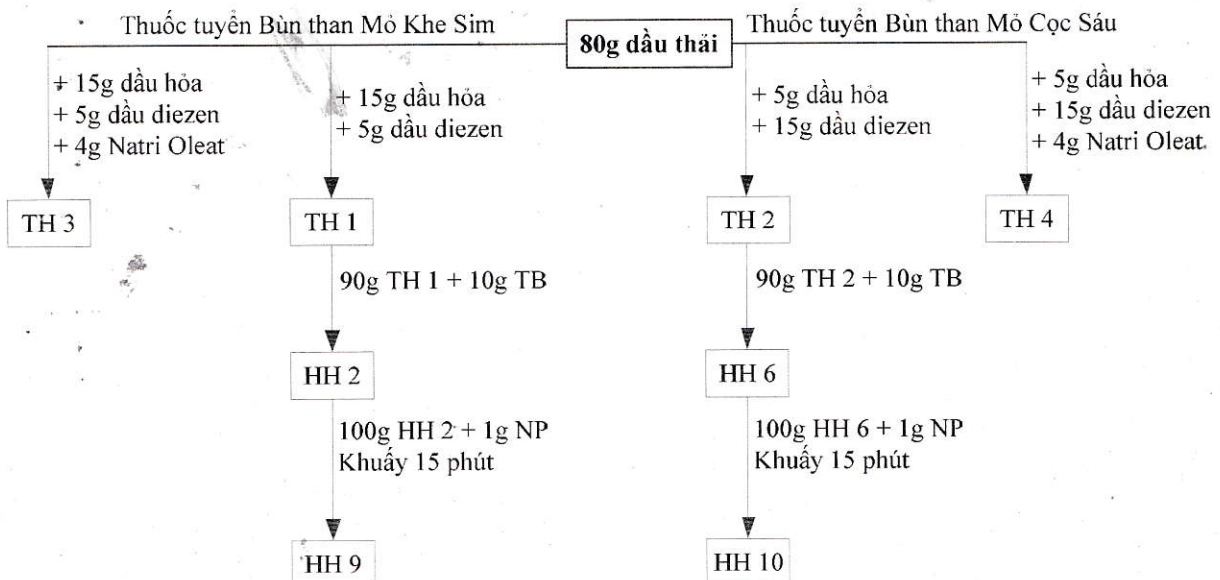 Thuốc tuyển Bùn than Mỏ Khe Sim
80g dầu thải
Thuốc tuyển Bùn than Mỏ Cọc Sáu
+ 15g dầu hỏa
+ 5g dầu diezen
+ 4g Natri Oleat
+ 15g dầu hỏa
+ 5g dầu diezen
+ 5g dầu hỏa
+ 15g dầu diezen
+ 5g dầu hỏa
+ 15g dầu diezen
+ 4g Natri Oleat
TH 3
TH 1
TH 2
TH 4
90g TH 1 + 10g TB
90g TH 2 + 10g TB
HH 2
HH 6
100g HH 2 + 1g NP
Khuấy 15 phút
100g HH 6 + 1g NP
Khuấy 15 phút
HH 9
HH 10